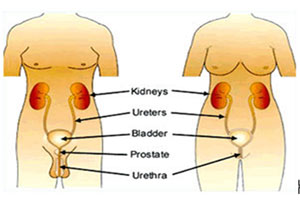 Kidneys
Ureters
Bladder
Prostate
Urethra